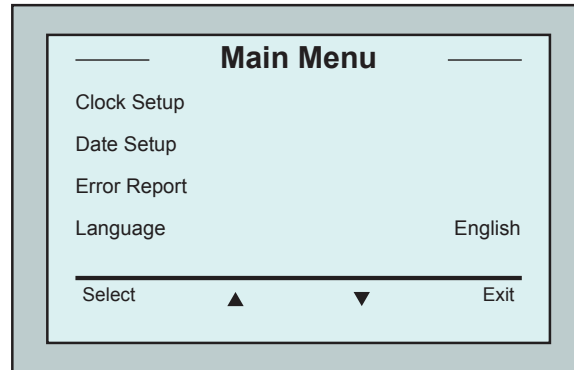 Main Menu
Clock Setup
Date Setup
Error Report
Language English
Select ▲ ▼ Exit